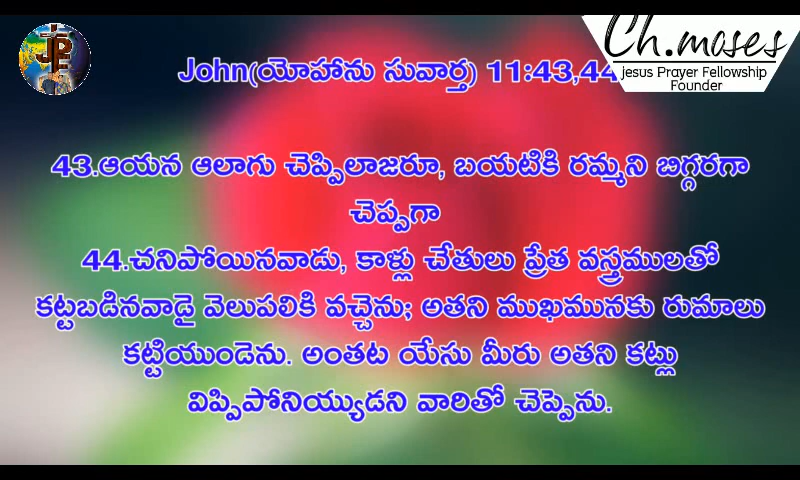 Ch.moses
Jesus Prayer Fellowship
Founder
John(యోహాను సువార్త) 11:43,44
43.ఆయన ఆలాగు చెప్పిలాజరూ, బయటికి రమ్మని బిగ్గరగా
చెప్పగా
44.చనిపోయినవాడు, కాళ్లు చేతులు ప్రేత వస్త్రములతో
కట్టబడినవాడై వెలుపలికి వచ్చెను; అతని ముఖమునకు రుమాలు
కట్టియుండెను. అంతట యేసు మీరు అతని కట్లు
విప్పిపోనియ్యుడని వారితో చెప్పెను.